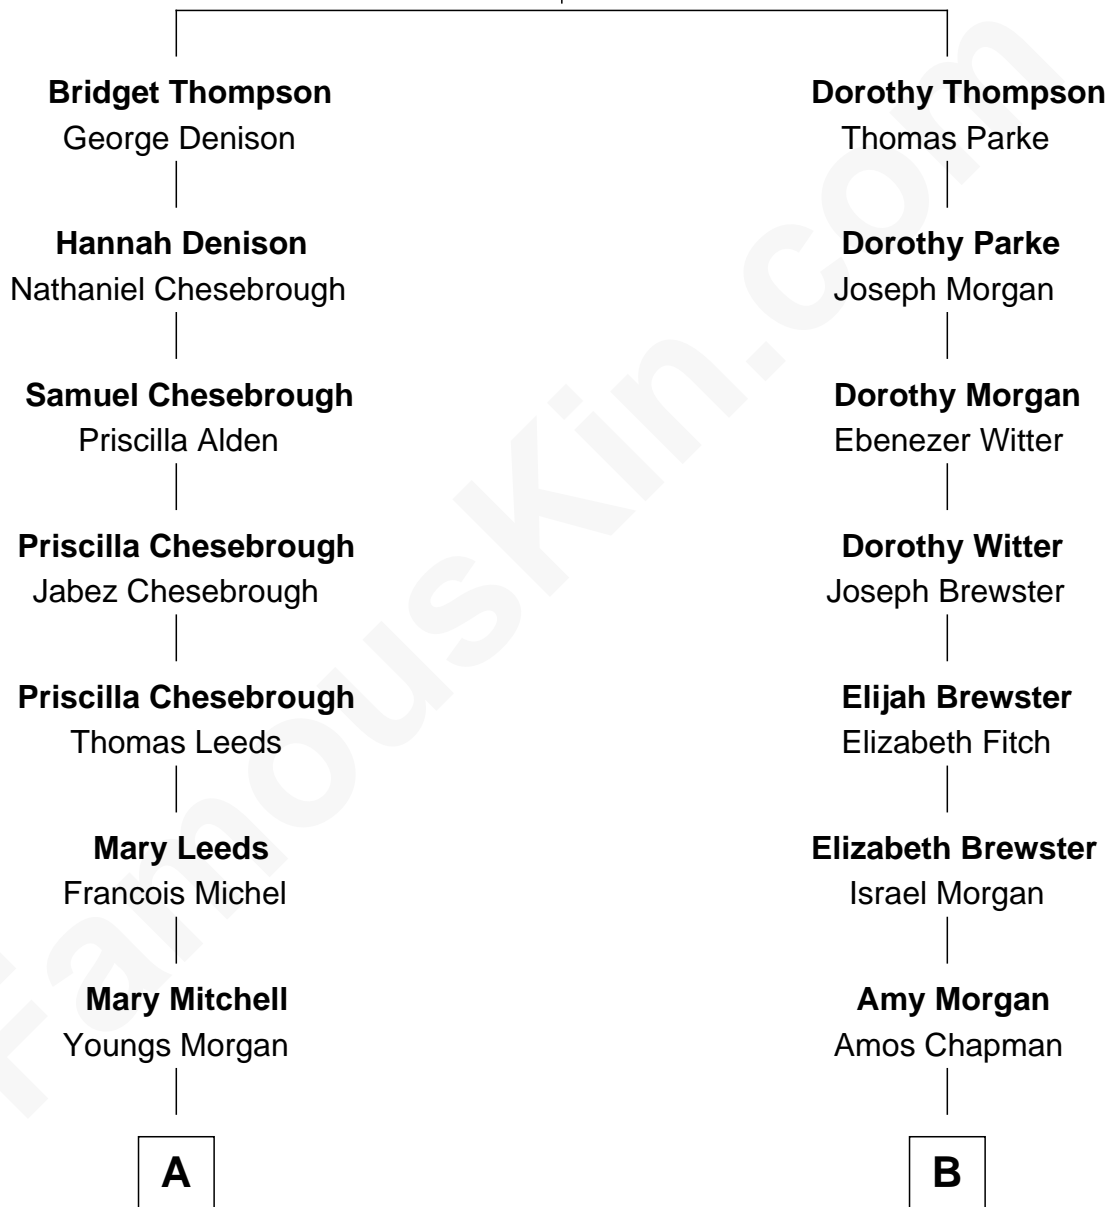 Bridget Thompson
George Denison
Hannah Denison
Nathaniel Chesebrough
Samuel Chesebrough
Priscilla Alden
Priscilla Chesebrough
Jabez Chesebrough
Priscilla Chesebrough
Thomas Leeds
Mary Leeds
Francois Michel
Mary Mitchell
Youngs Morgan
A
Dorothy Thompson
Thomas Parke
Dorothy Parke
Joseph Morgan
Dorothy Morgan
Ebenezer Witter
Dorothy Witter
Joseph Brewster
Elijah Brewster
Elizabeth Fitch
Elizabeth Brewster
Israel Morgan
Amy Morgan
Amos Chapman
B
FamousKin.com